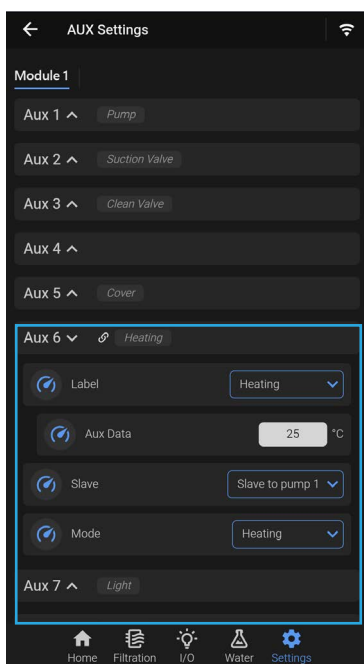 AUX Settings
Module 1
Aux 1 Pump
Aux 2 Suction Valve
Aux 3 Clean Valve
Aux 4
Aux 5 Cover
Aux 6 Heating
Label Heating
Aux Data 25 °C
Slave Slave to pump 1
Mode Heating
Aux 7 Light
Home Filtration I/O Water Settings